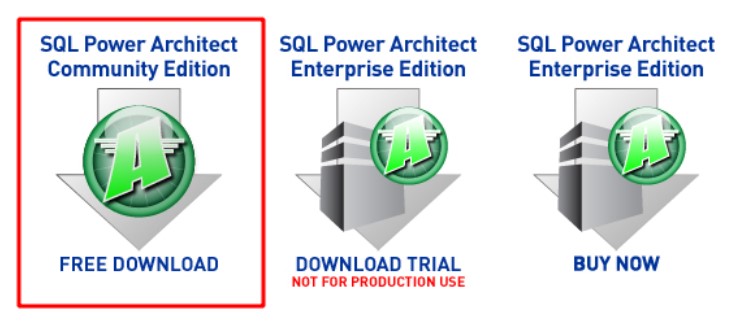 SQL Power Architect
Community Edition
FREE DOWNLOAD
SQL Power Architect
Enterprise Edition
DOWNLOAD TRIAL
NOT FOR PRODUCTION USE
SQL Power Architect
Enterprise Edition
BUY NOW